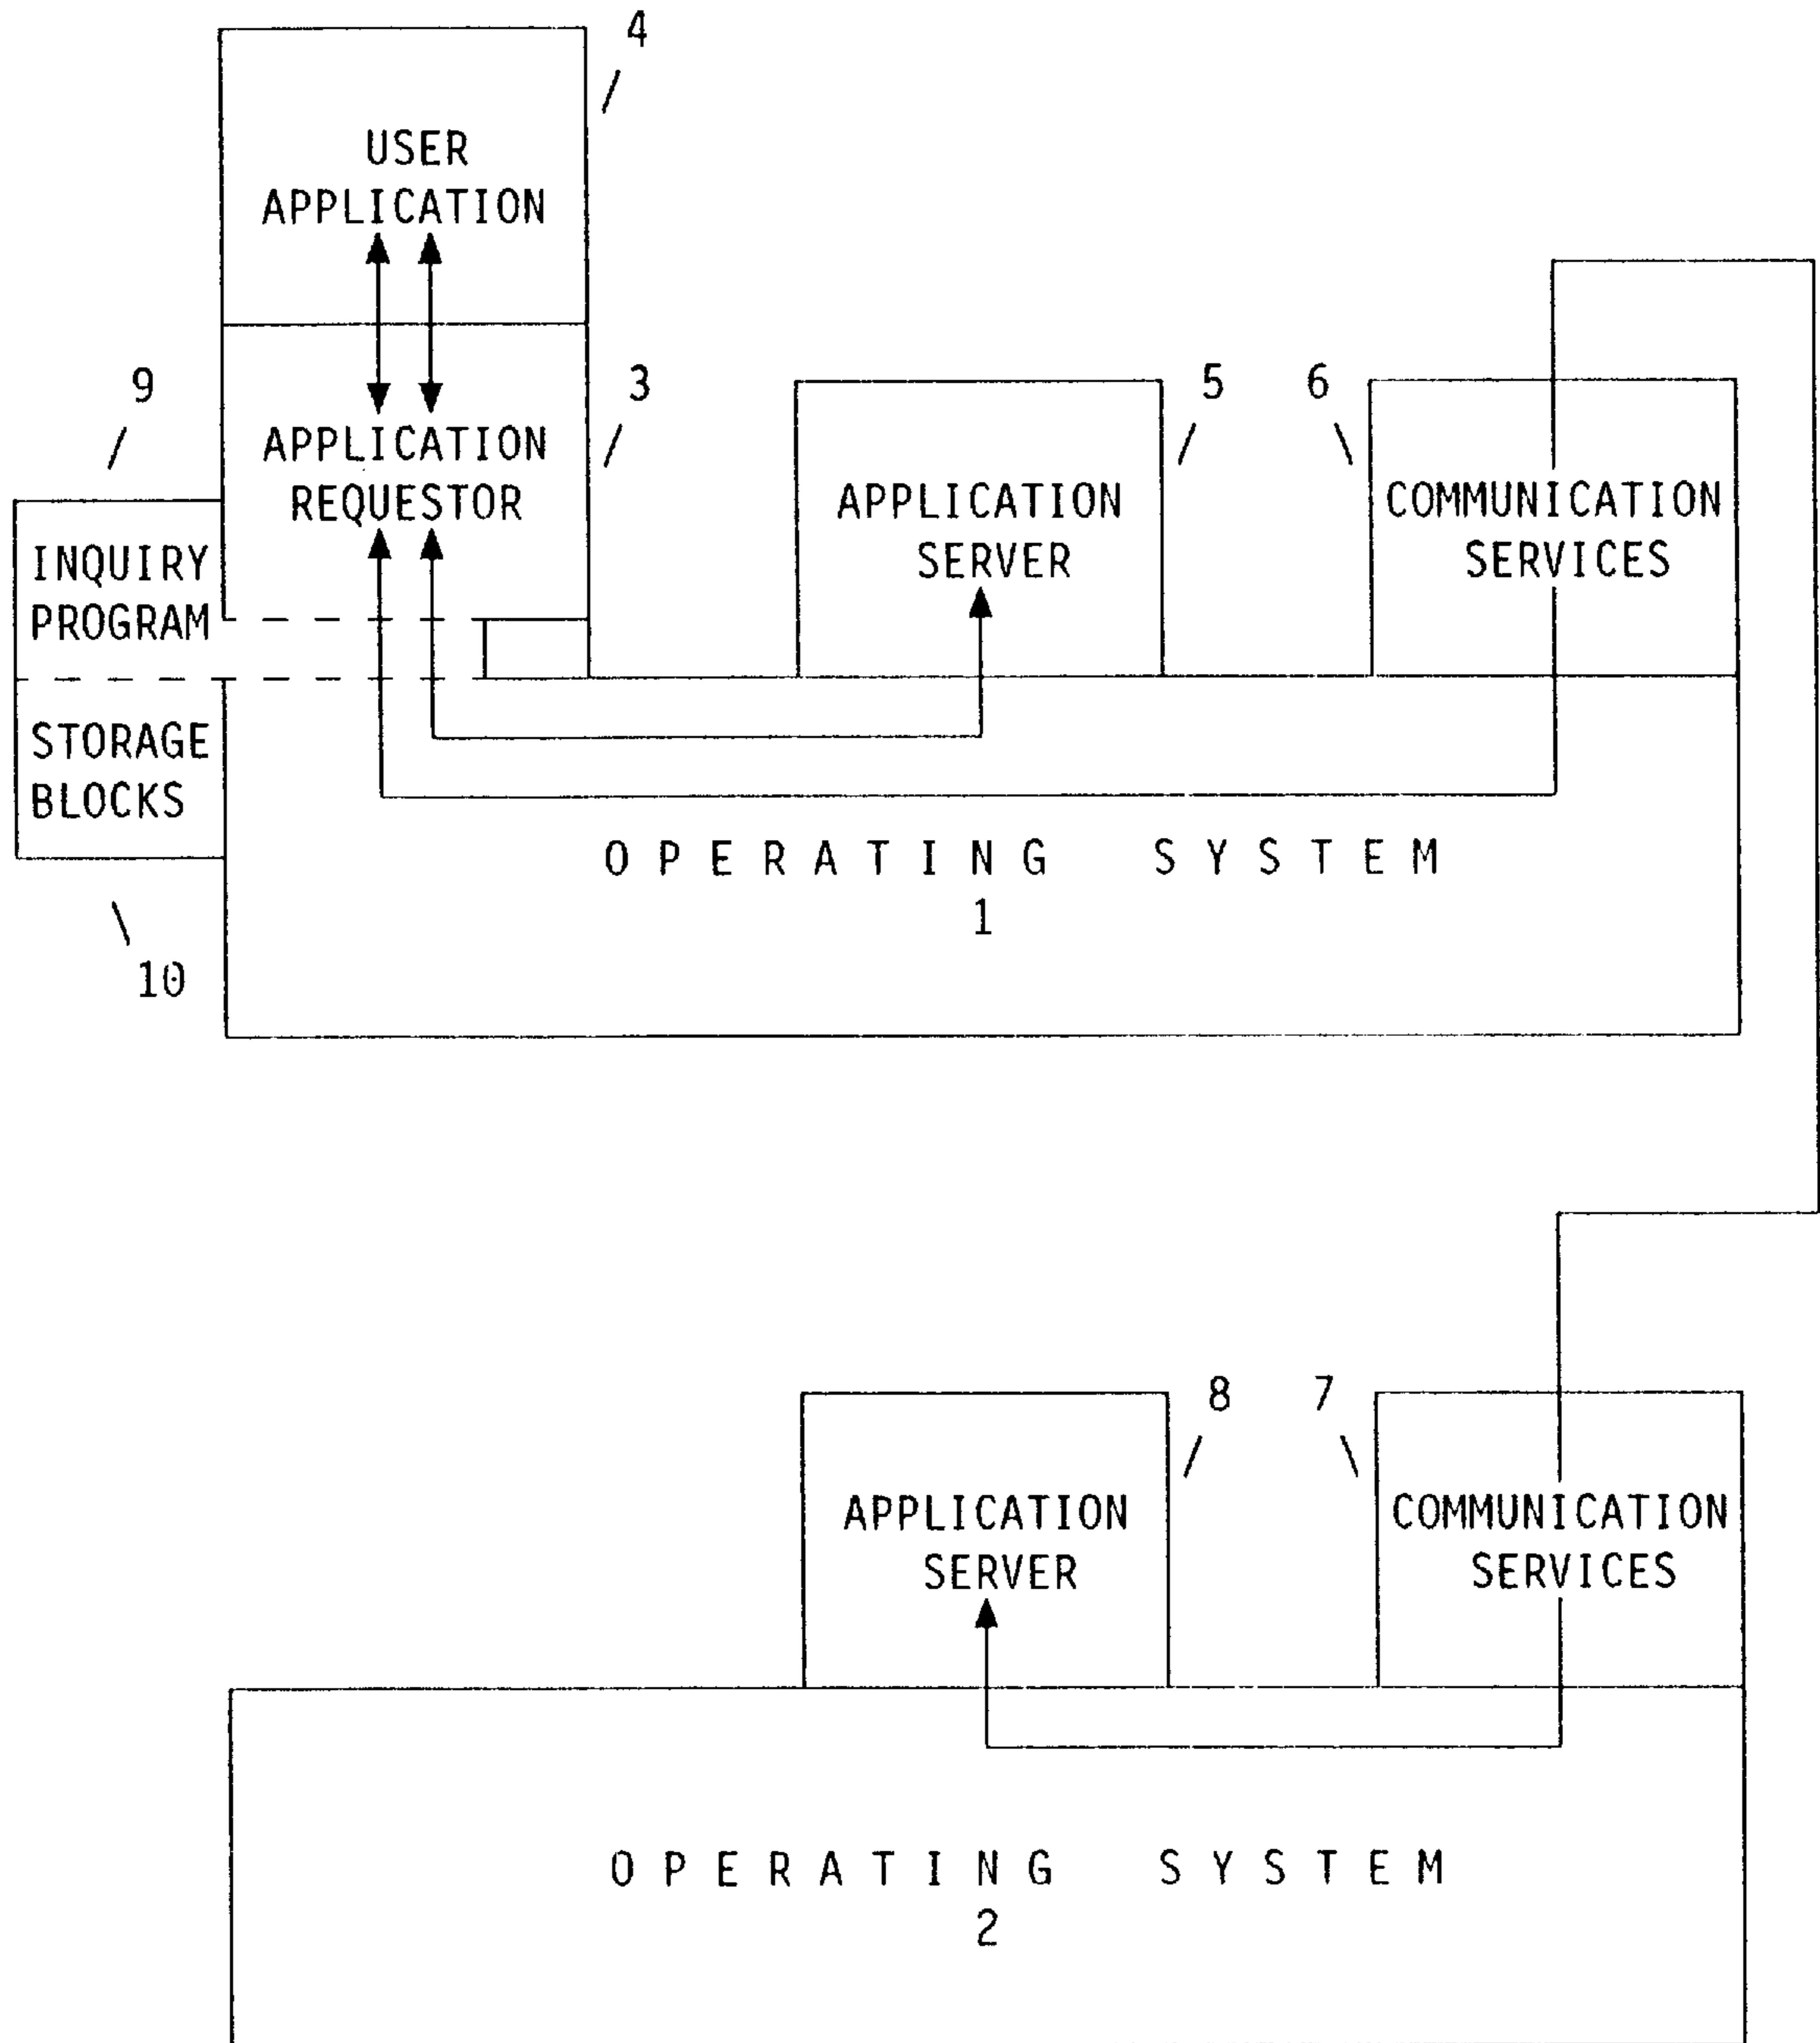 4
USER
APPLICATION
9
3
5
6
APPLICATION
REQUESTOR
APPLICATION
SERVER
COMMUNICATION
SERVICES
INQUIRY
PROGRAM
STORAGE
BLOCKS
OPERATING SYSTEM
1
10
8
7
APPLICATION
SERVER
COMMUNICATION
SERVICES
OPERATING SYSTEM
2